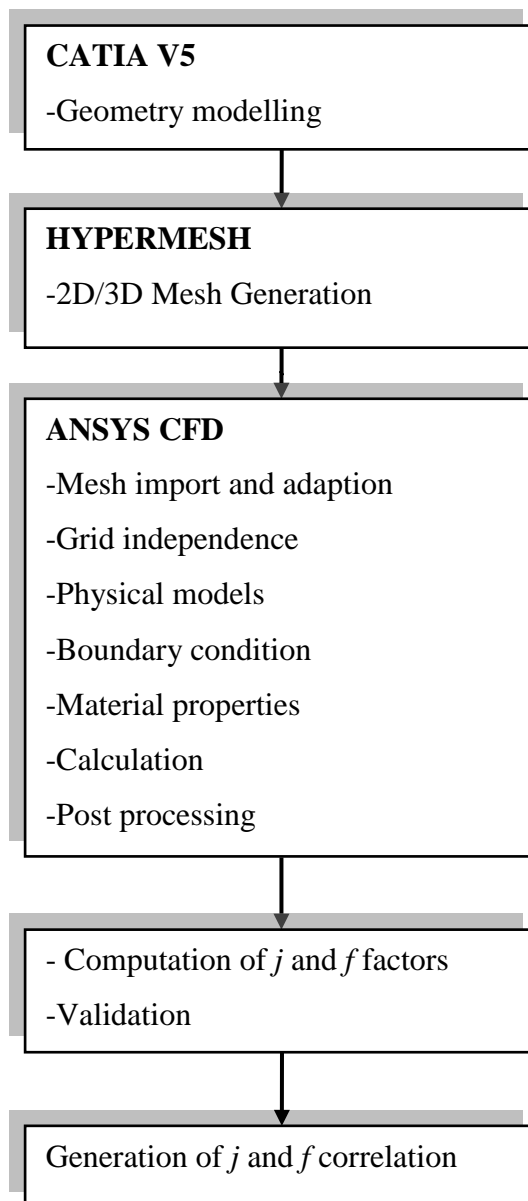 CATIA V5
-Geometry modelling
HYPERMESH
-2D/3D Mesh Generation
ANSYS CFD
-Mesh import and adaption
-Grid independence
-Physical models
-Boundary condition
-Material properties
-Calculation
-Post processing
- Computation of j and f factors
-Validation
Generation of j and f correlation